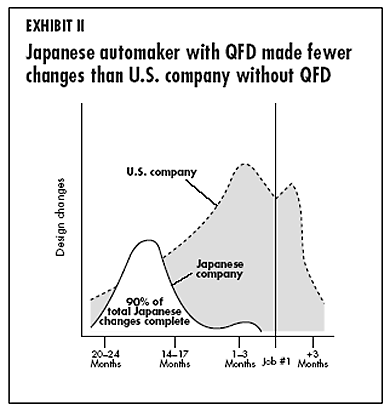 EXHIBIT II
Japanese automaker with QFD made fewer
changes than U.S. company without QFD
Design changes
U.S. company
Japanese
company
90% of
total Japanese
changes complete
20–24
Months
14–17
Months
1–3
Months
Job #1
+3
Months